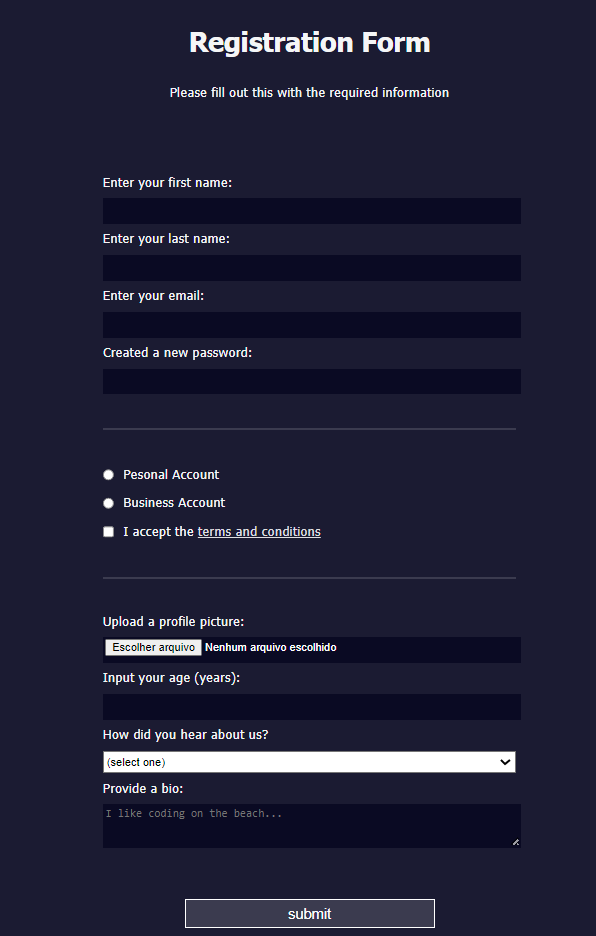 Registration Form
Please fill out this with the required information
Enter your first name:
Enter your last name:
Enter your email:
Created a new password:
Pesonal Account
Business Account
I accept the terms and conditions
Upload a profile picture:
Escolher arquivo Nenhum arquivo escolhido
Input your age (years):
How did you hear about us?
(select one)
Provide a bio:
I like coding on the beach...
submit